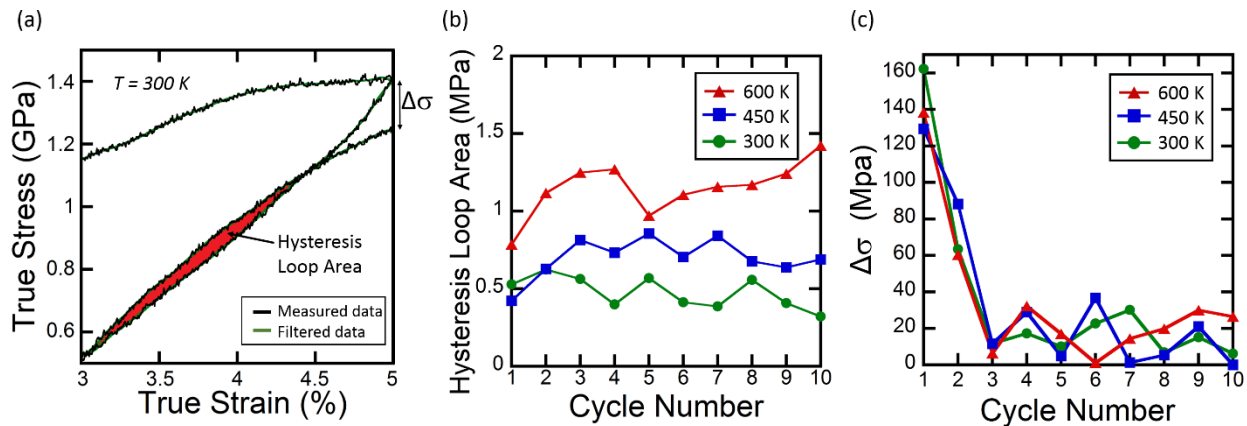 (a)
True Stress (GPa)
1.4
1.2
1
0.8
0.6
T = 300 K
Δσ
Hysteresis
Loop Area
Measured data
Filtered data
3
3.5
4
4.5
5
True Strain (%)
(b)
Hysteresis Loop Area (MPa)
2
1.5
1
0.5
0
600 K
450 K
300 K
1 2 3 4 5 6 7 8 9 10
Cycle Number
(c)
Δσ (Mpa)
160
140
120
100
80
60
40
20
0
600 K
450 K
300 K
1 2 3 4 5 6 7 8 9 10
Cycle Number